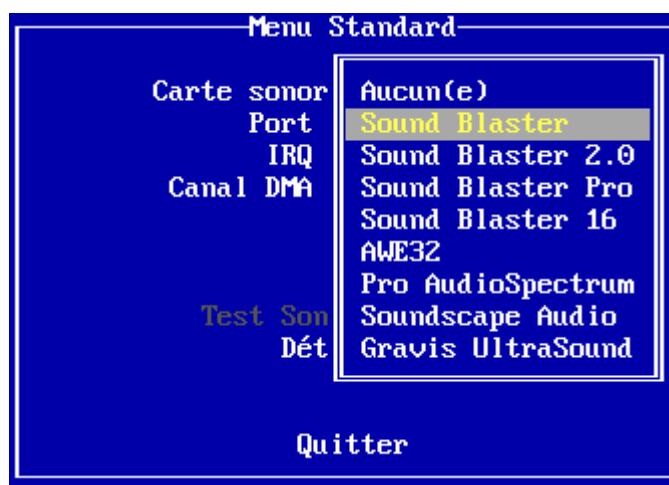 Menu Standard
Carte sonor
Port
IRQ
Canal DMA
Test Son
Dét
Quitter
Aucun(e)
Sound Blaster
Sound Blaster 2.0
Sound Blaster Pro
Sound Blaster 16
AWE32
Pro AudioSpectrum
Soundscape Audio
Gravis UltraSound